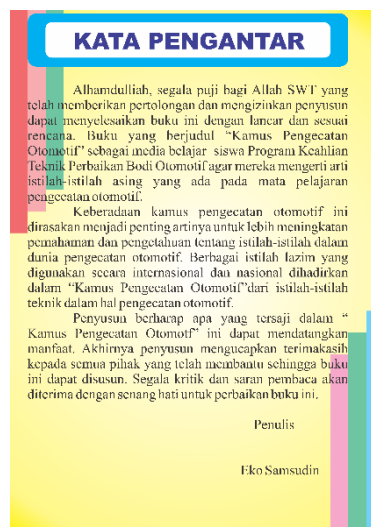 KATA PENGANTAR
Alhamdulliah, segala puji bagi Allah SWT yang
telah memberikan pertolongan dan mengizinkan penyusun
dapat menyelesaikan buku ini dengan lancar dan sesuai
rencana. Buku yang berjudul “Kamus Pengecatan
Otomotif” sebagai media belajar siswa Program Keahlian
Teknik Perbaikan Bodi Otomotif agar mereka mengerti arti
istilah-istilah asing yang ada pada mata pelajaran
pengecatan otomotif.
Keberadaan kamus pengecatan otomotif ini
dirasakan menjadi penting artinya untuk lebih meningkatan
pemahaman dan pengetahuan tentang istilah-istilah dalam
dunia pengecatan otomotif. Berbagai istilah lazim yang
digunakan secara internasional dan nasional dihadirkan
dalam “Kamus Pengecatan Otomotif”dari istilah-istilah
teknik dalam hal pengecatan otomotif.
Penyusun berharap apa yang tersaji dalam “
Kamus Pengecatan Otomotf” ini dapat mendatangkan
manfaat. Akhirnya penyusun mengucapkan terimakasih
kepada semua pihak yang telah membantu sehingga buku
ini dapat disusun. Segala kritik dan saran pembaca akan
diterima dengan senang hati untuk perbaikan buku ini.
Penulis
Eko Samsudin